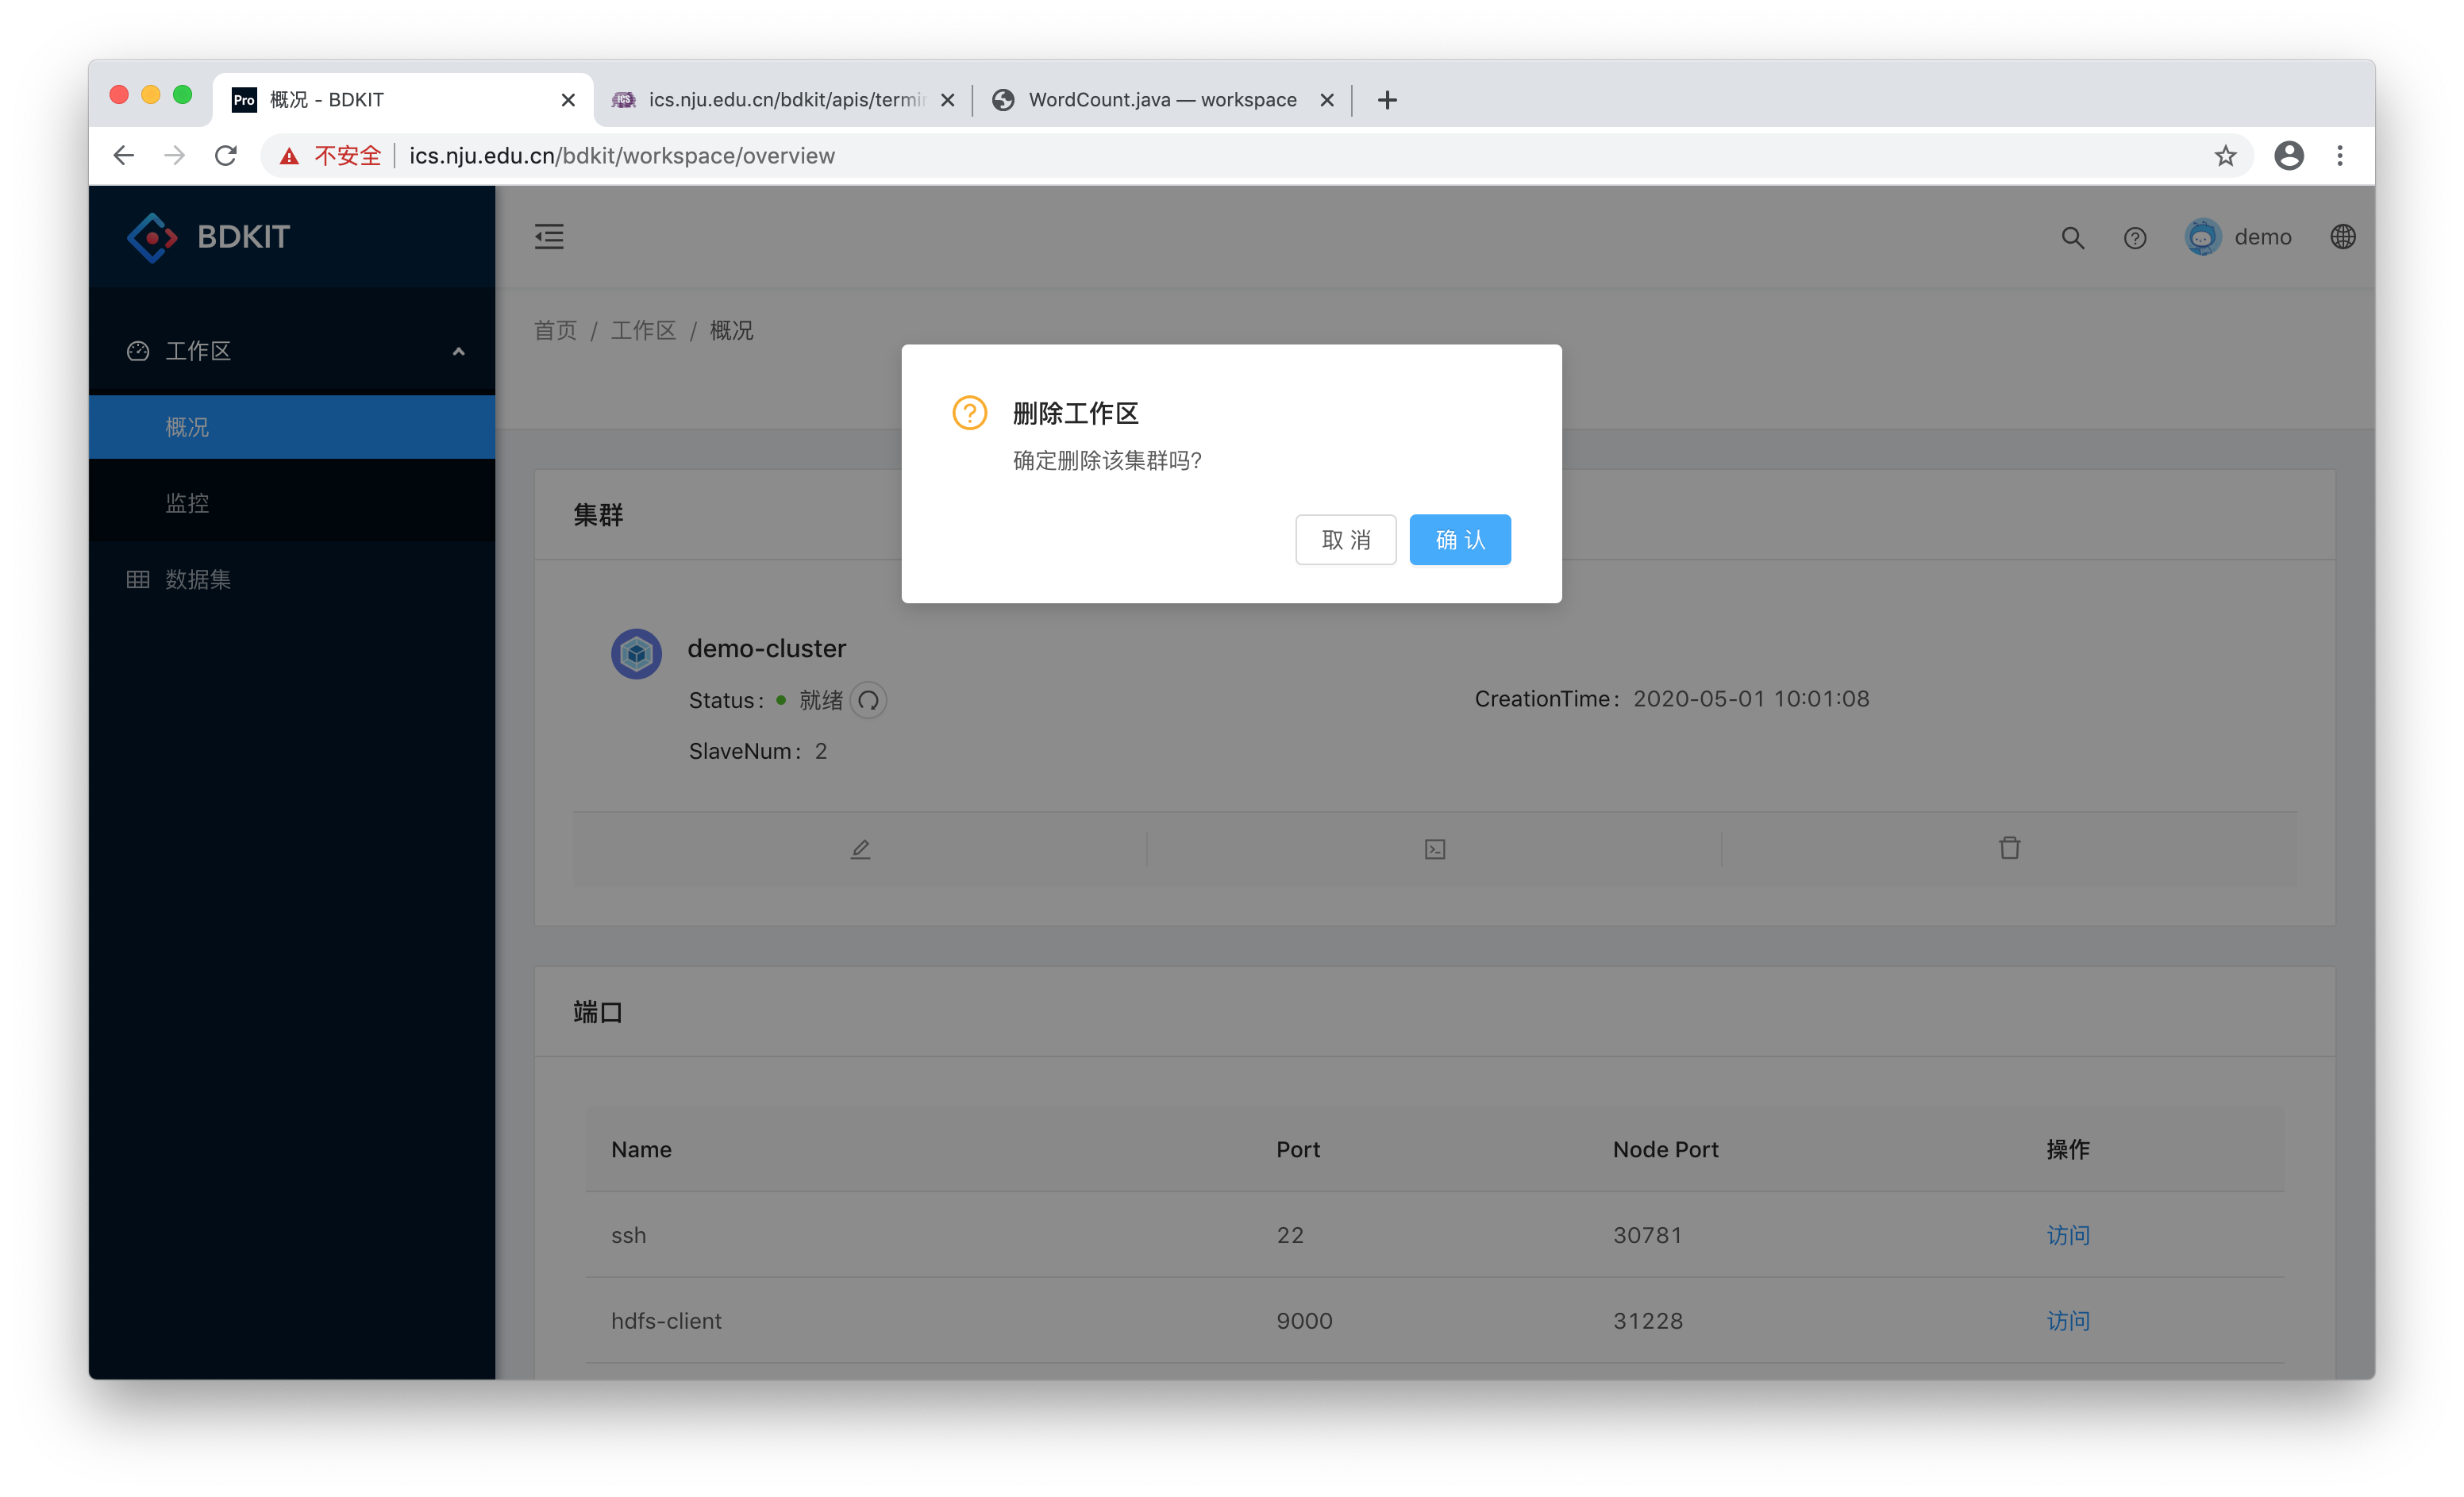 Pro 概况 - BDKIT
ICS ics.nju.edu.cn/bdkit/apis/termi
WordCount.java — workspace
不安全 ics.nju.edu.cn/bdkit/workspace/overview
BDKIT
demo
工作区
概况
监控
数据集
首页 / 工作区 / 概况
删除工作区
确定删除该集群吗?
取 消
确 认
集群
demo-cluster
Status: 就绪
CreationTime: 2020-05-01 10:01:08
SlaveNum: 2
端口
Name Port Node Port 操作
ssh 22 30781 访问
hdfs-client 9000 31228 访问